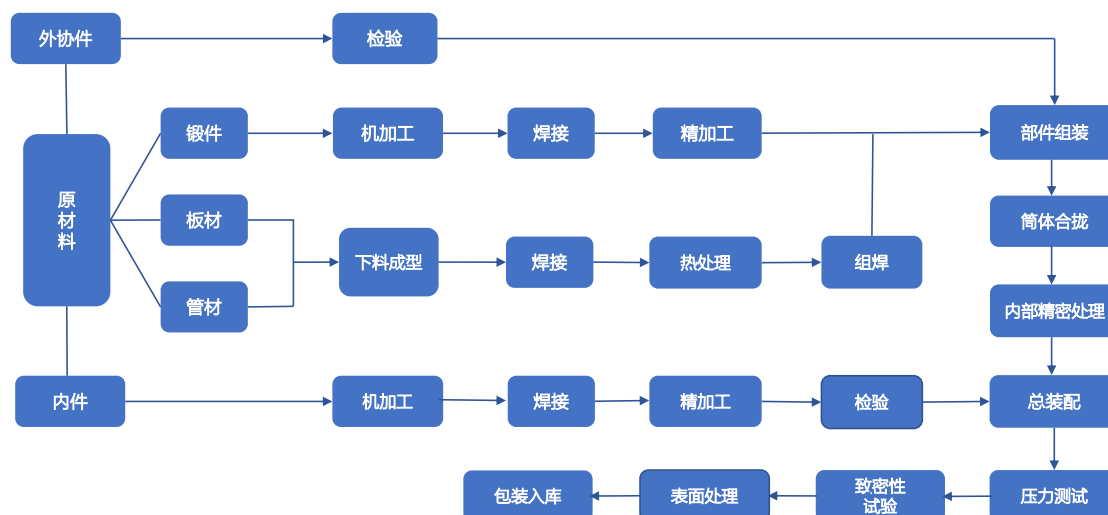 外协件
检验
锻件
机加工
焊接
精加工
部件组装
原
材
料
板材
筒体合拢
下料成型
焊接
热处理
组焊
管材
内部精密处理
内件
机加工
焊接
精加工
检验
总装配
包装入库
表面处理
致密性
试验
压力测试